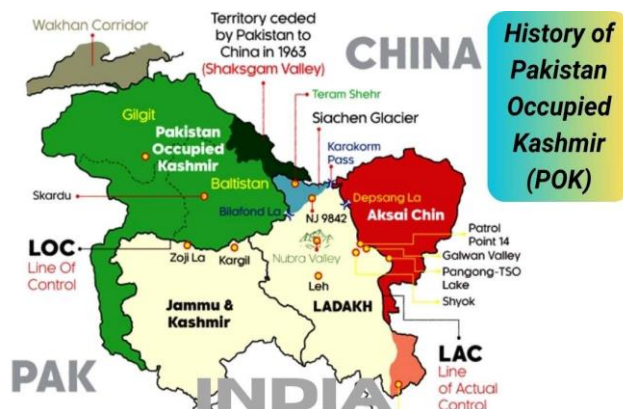 Wakhan Corridor
Territory ceded
by Pakistan to
China in 1963
(Shaksgam Valley)
CHINA
History of
Pakistan
Occupied
Kashmir
(POK)
Teram Shehr
Siachen Glacier
Gilgit
Pakistan
Occupied
Kashmir
Karakorm
Pass
Baltistan
Skardu
Bilafond La
NJ 9842
Depsang La
Aksai Chin
Patrol
Point 14
Galwan Valley
Pangong-TSO
Lake
Shyok
LOC
Line Of
Control
Zoji La
Kargil
Nubra Valley
Leh
Jammu &
Kashmir
LADAKH
LAC
Line
of Actual
Control
PAK
INDIA